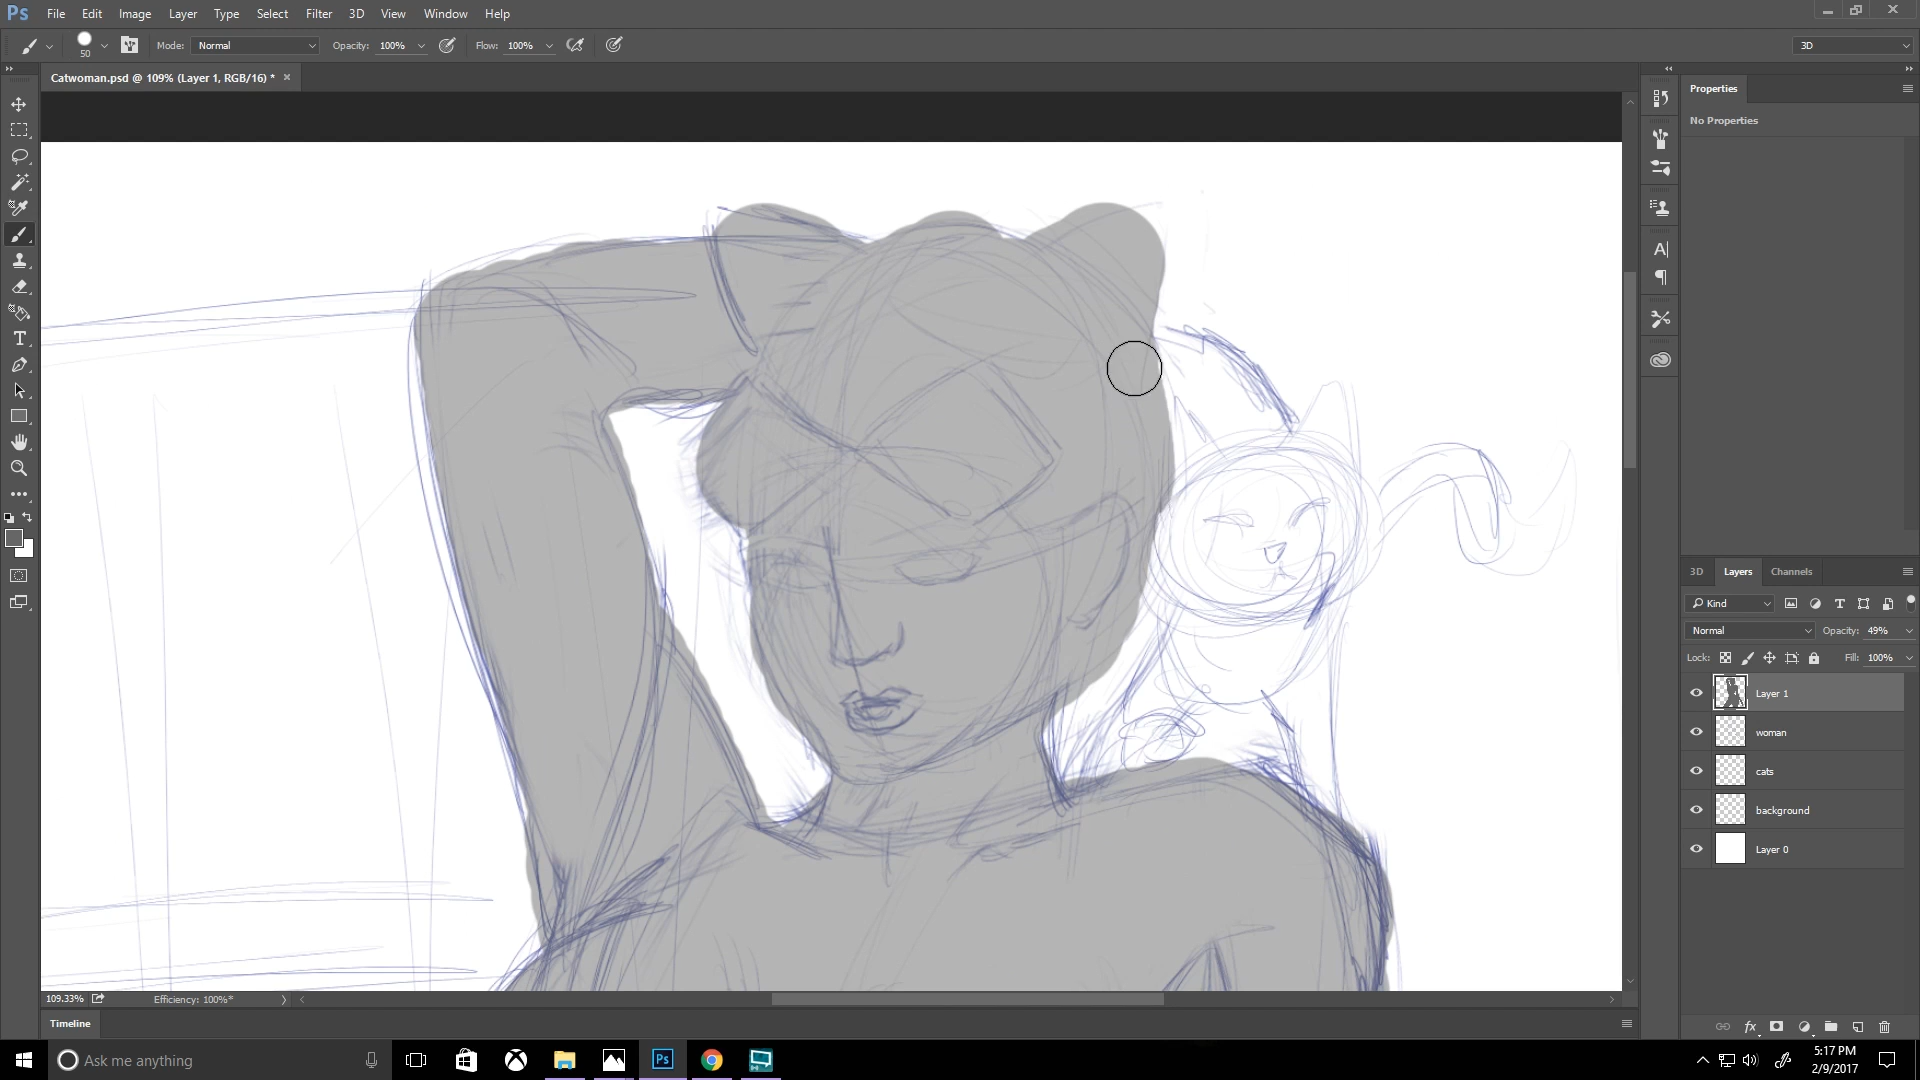 Ps File Edit Image Layer Type Select Filter 3D View Window Help
50 Mode: Normal Opacity: 100% Flow: 100% 3D
Catwoman.psd @ 109% (Layer 1, RGB/16) * ×
Properties
No Properties
3D Layers Channels
Kind
Normal Opacity: 49%
Lock: Fill: 100%
Layer 1
woman
cats
background
Layer 0
109.33% Efficiency: 100%*
Timeline
Ask me anything
5:17 PM
2/9/2017